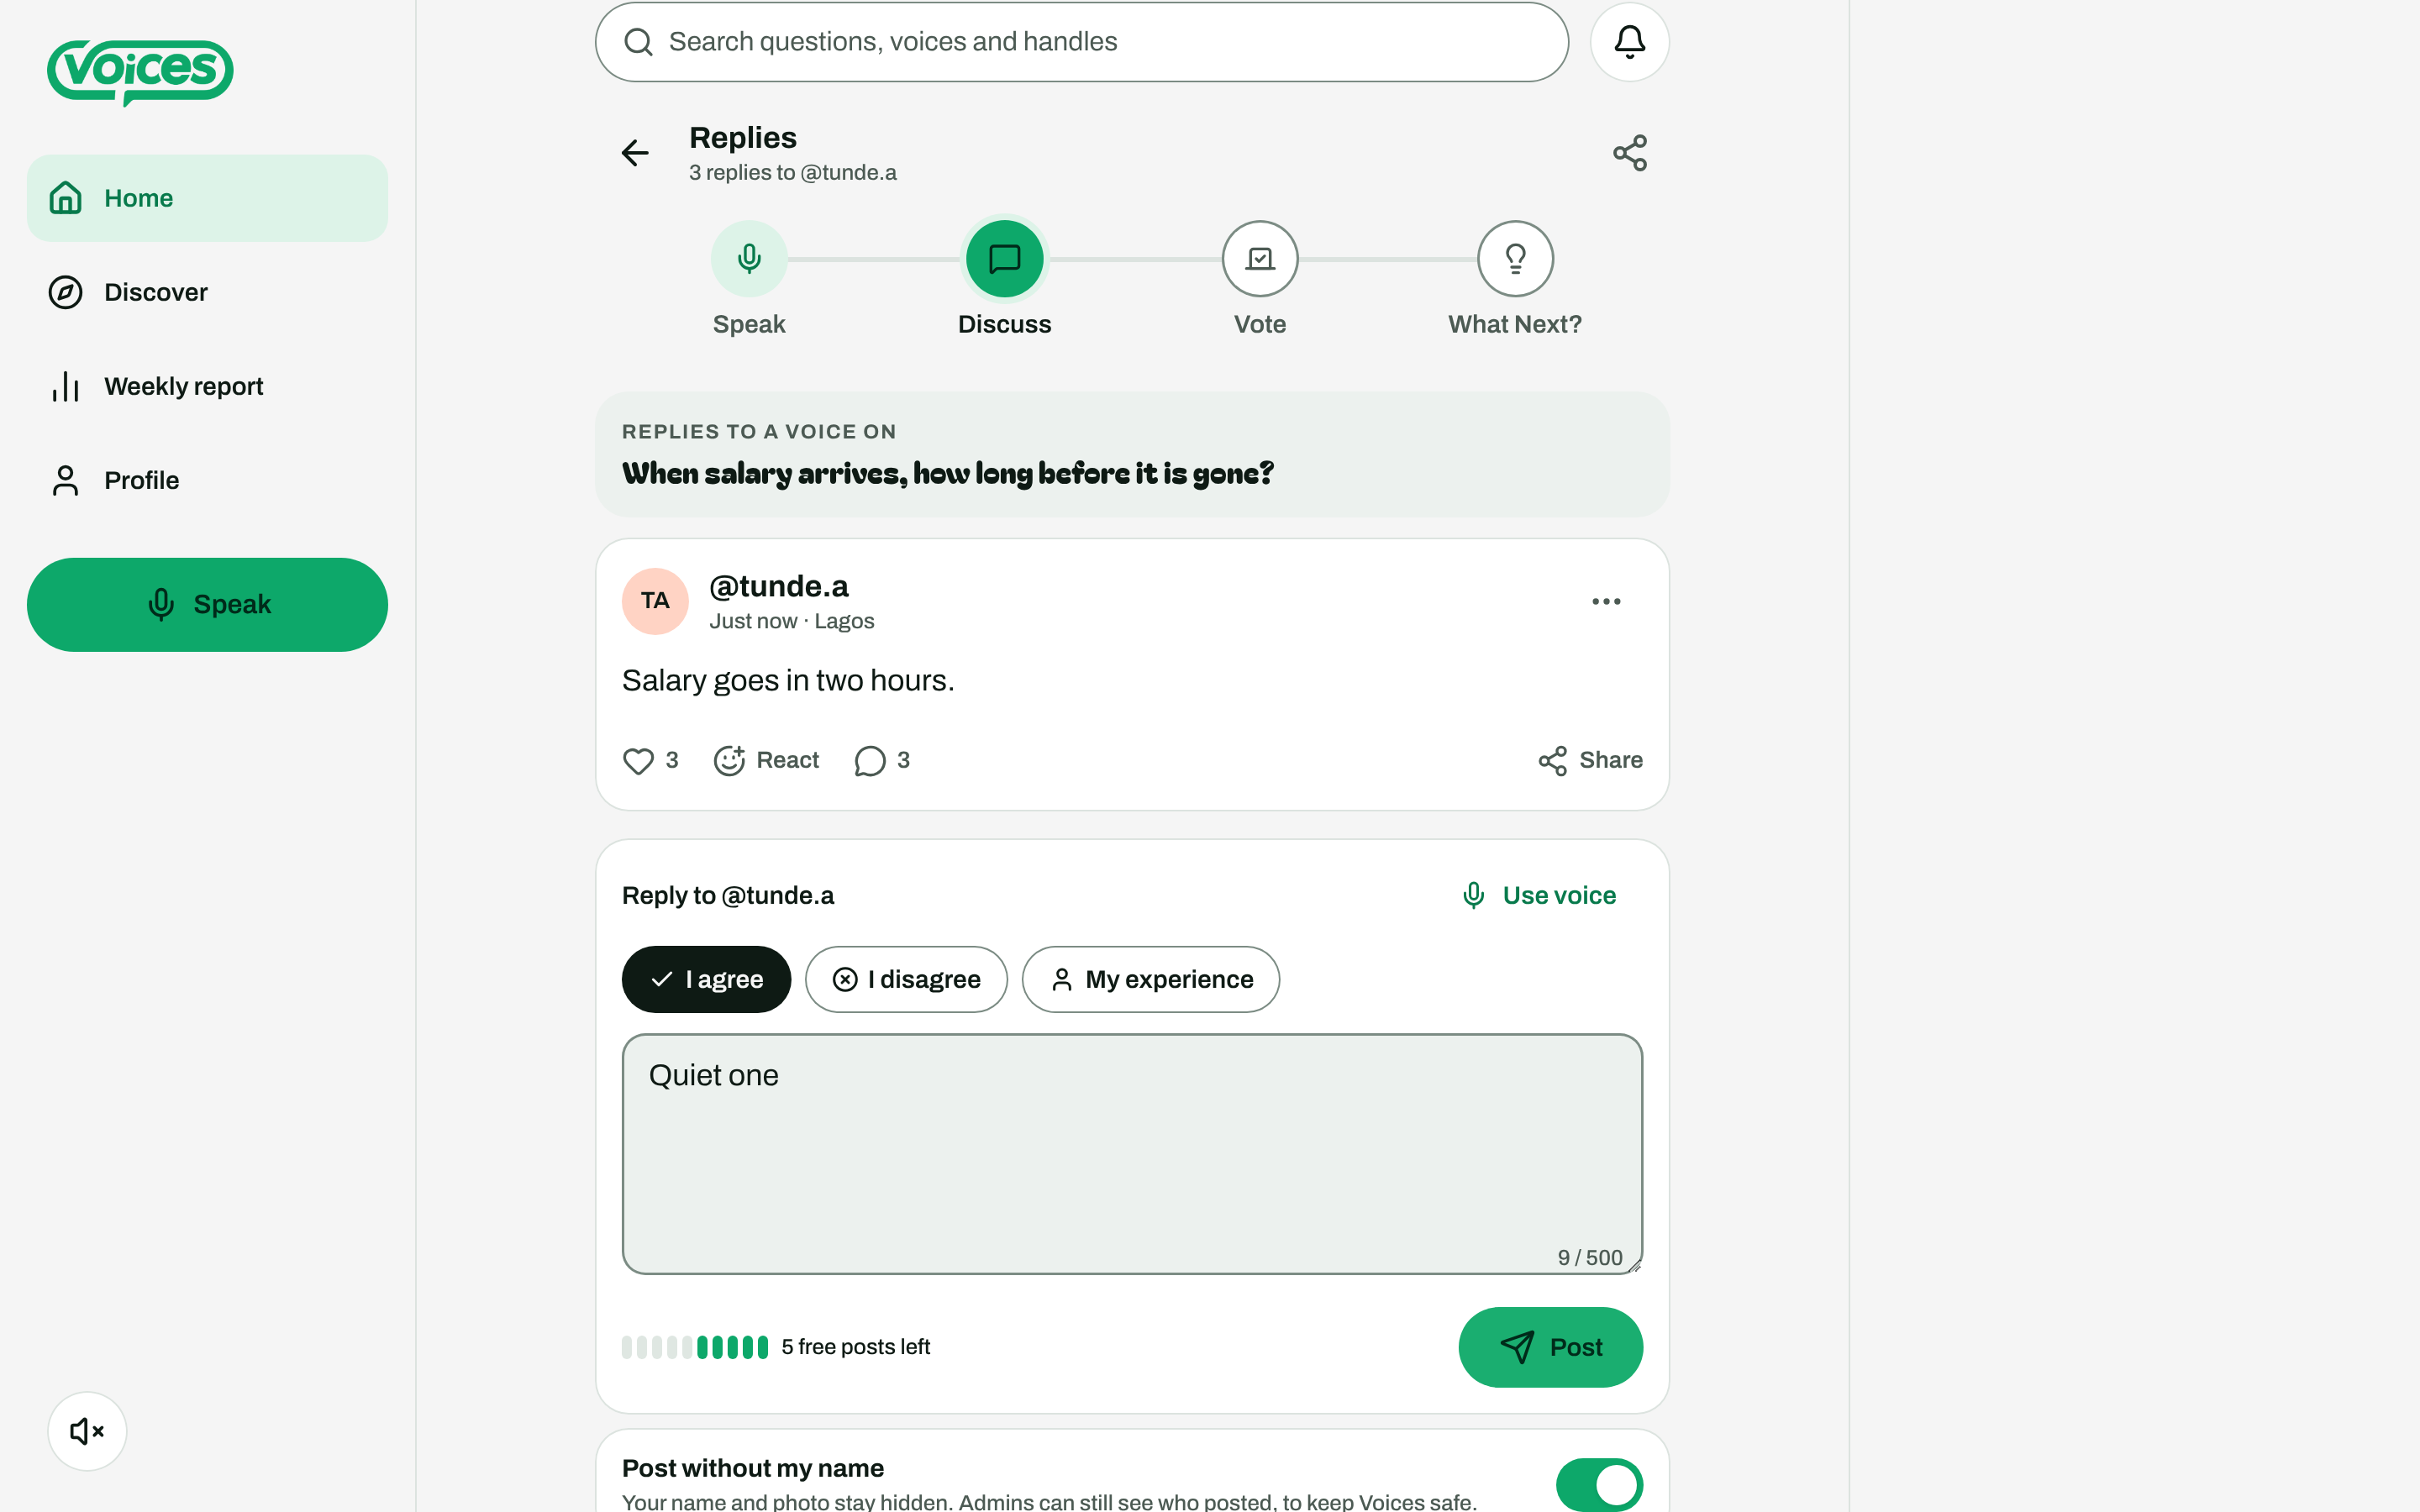 Voices
Search questions, voices and handles
Home
Discover
Weekly report
Profile
Speak
Replies
3 replies to @tunde.a
Speak
Discuss
Vote
What Next?
REPLIES TO A VOICE ON
When salary arrives, how long before it is gone?
TA
@tunde.a
Just now · Lagos
Salary goes in two hours.
3
React
3
Share
Reply to @tunde.a
Use voice
I agree
I disagree
My experience
Quiet one
9 / 500
5 free posts left
Post
Post without my name
Your name and photo stay hidden. Admins can still see who posted, to keep Voices safe.